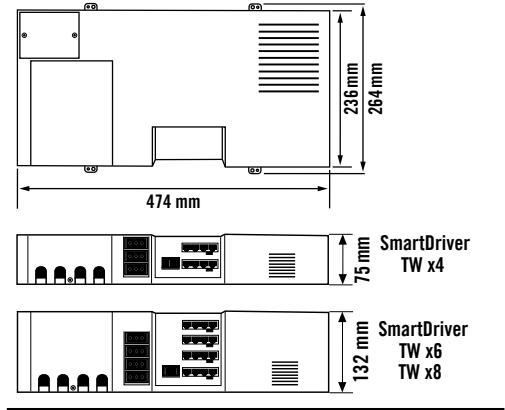 236 mm
264 mm
474 mm
75 mm
SmartDriver
TW x4
132 mm
SmartDriver
TW x6
TW x8